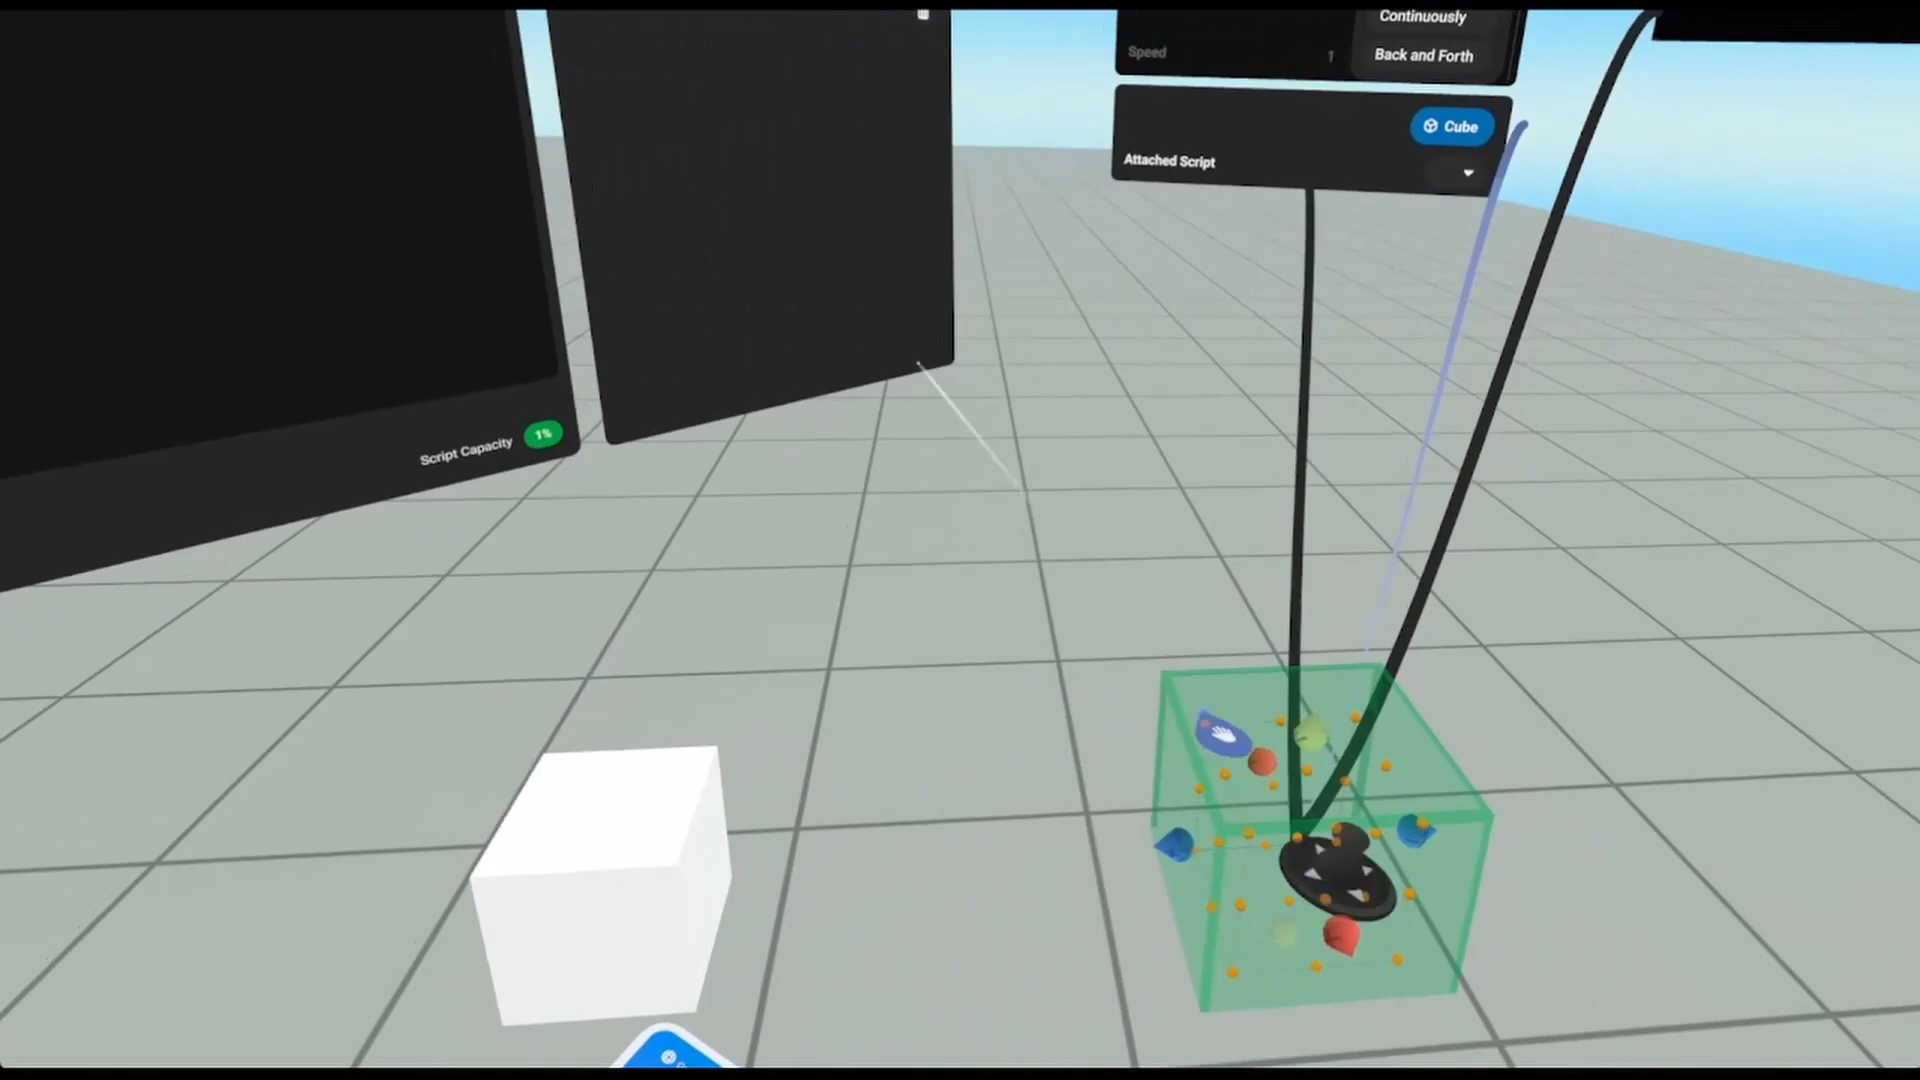 Continuously
Speed 1 Back and Forth
Cube
Attached Script
Script Capacity 1%